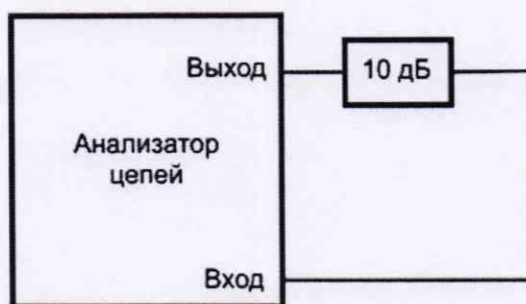 Выход
10 дБ
Анализатор
цепей
Вход